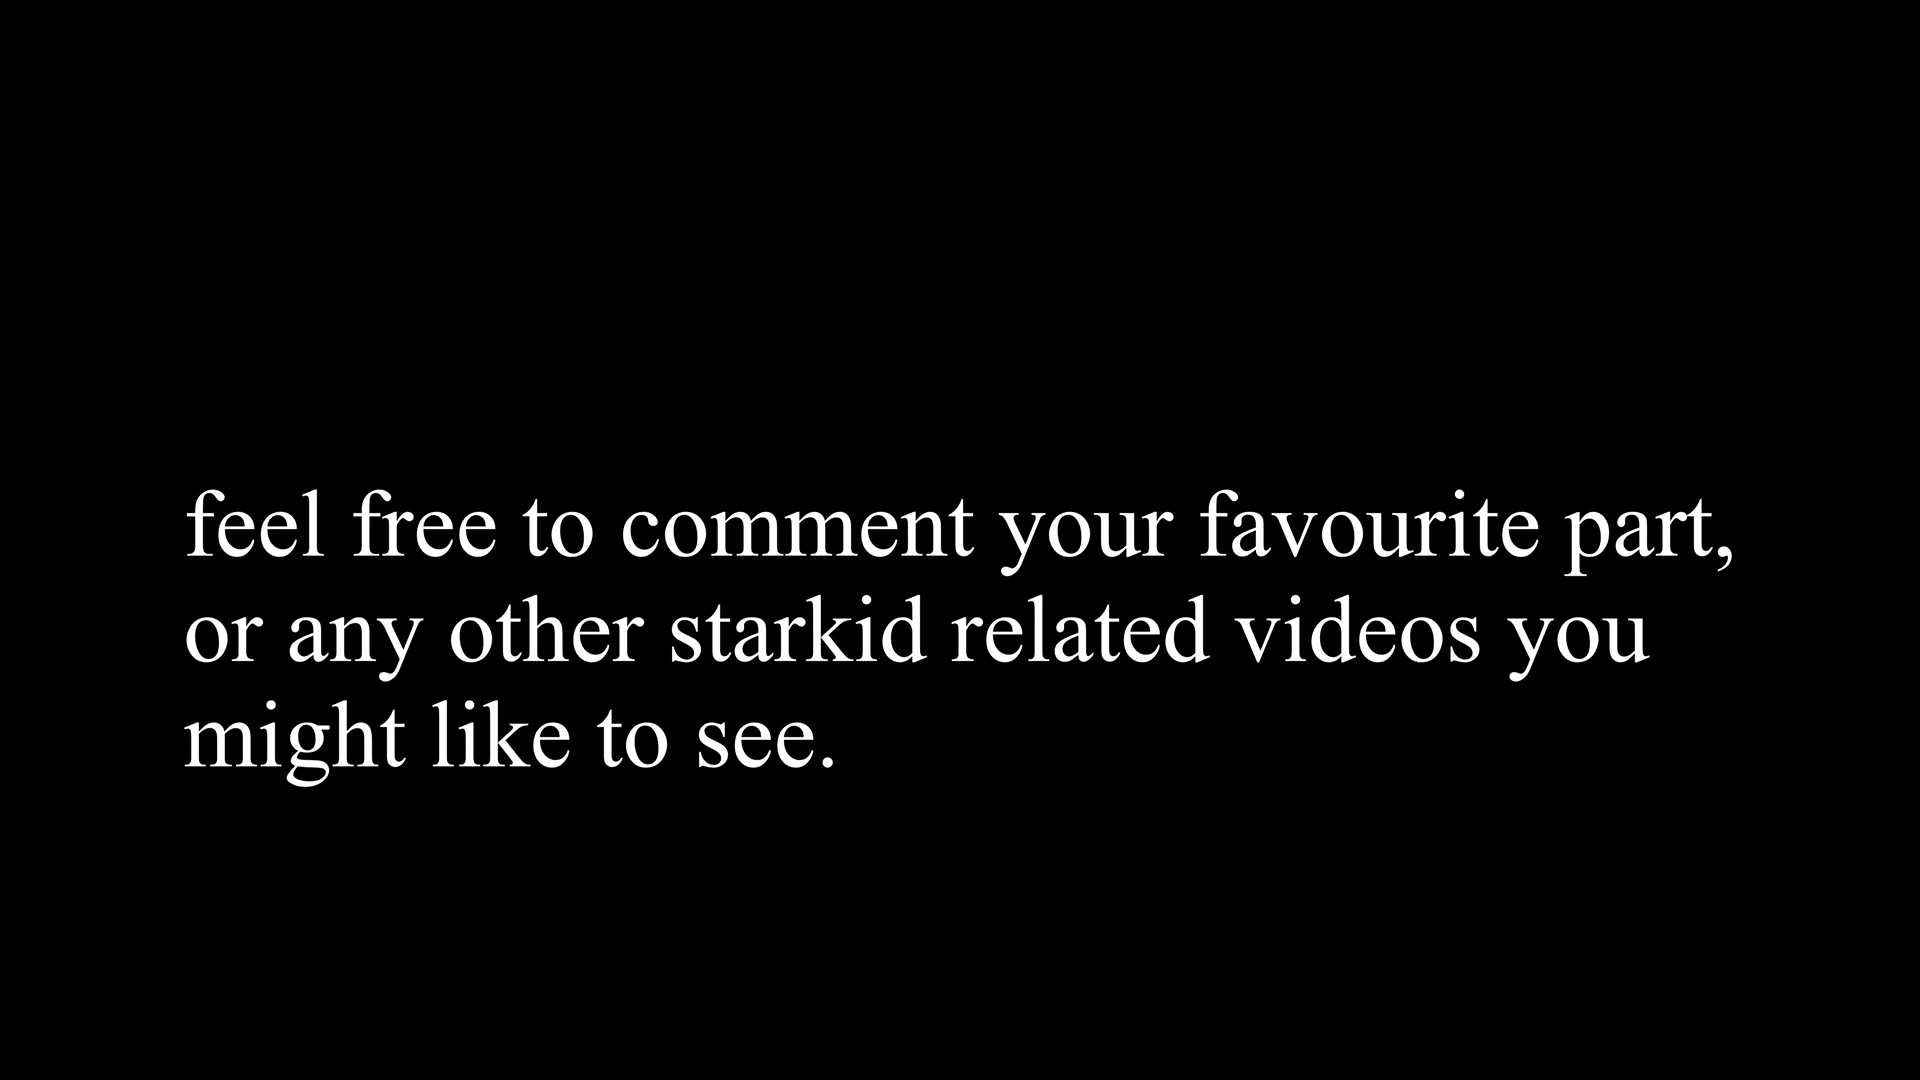 feel free to comment your favourite part,
or any other starkid related videos you
might like to see.